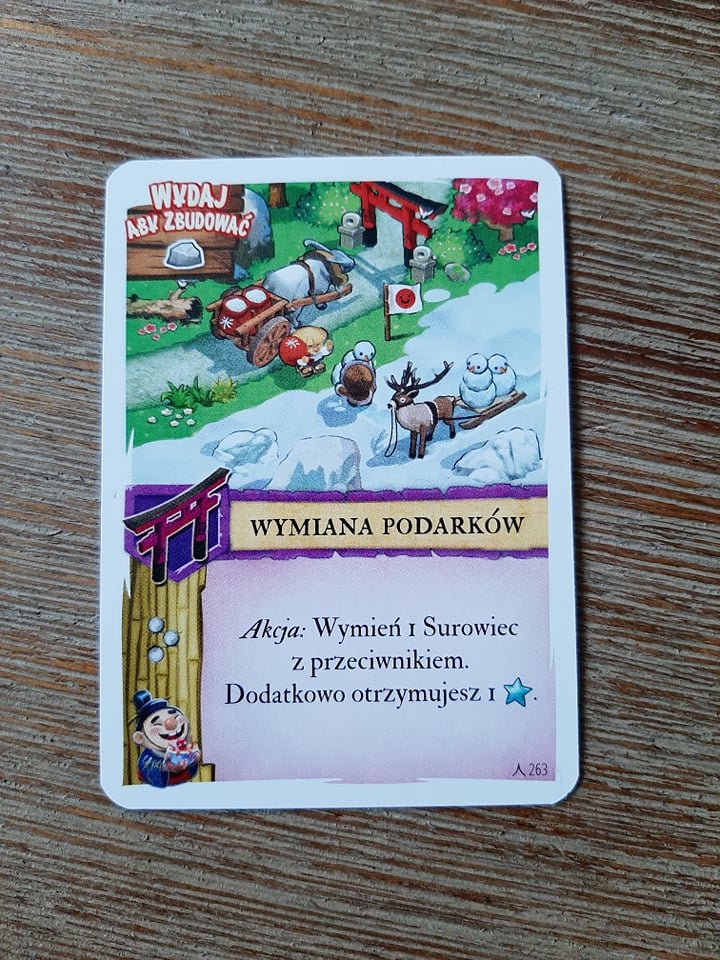 WYDAJ
ABY ZBUDOWAĆ
WYMIANA PODARKÓW
Akcja: Wymień 1 Surowiec
z przeciwnikiem.
Dodatkowo otrzymujesz 1 .
263